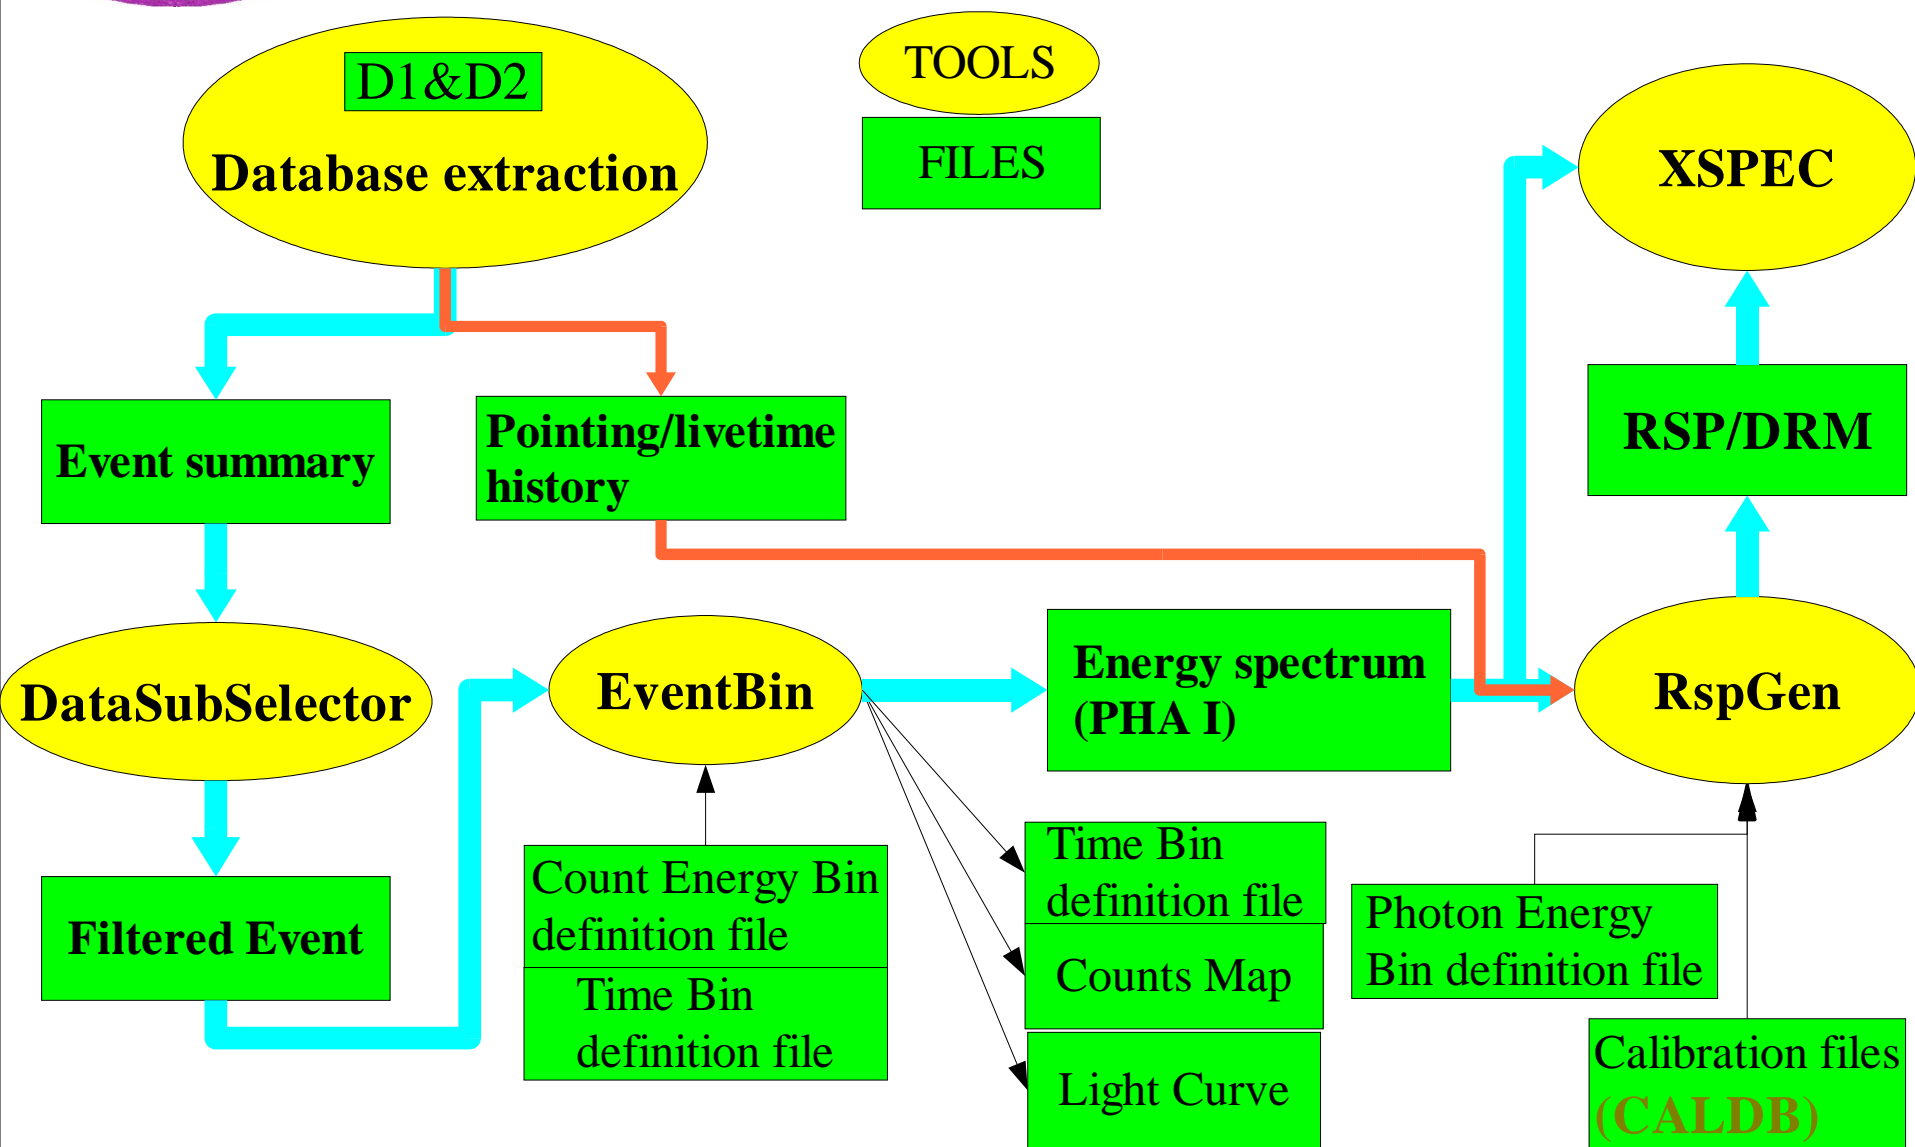 D1&D2
Database extraction
TOOLS
FILES
XSPEC
Event summary
Pointing/livetime
history
RSP/DRM
DataSubSelector
EventBin
Energy spectrum
(PHA I)
RspGen
Filtered Event
Count Energy Bin
definition file
Time Bin
definition file
Time Bin
definition file
Counts Map
Light Curve
Photon Energy
Bin definition file
Calibration files
(CALDB)